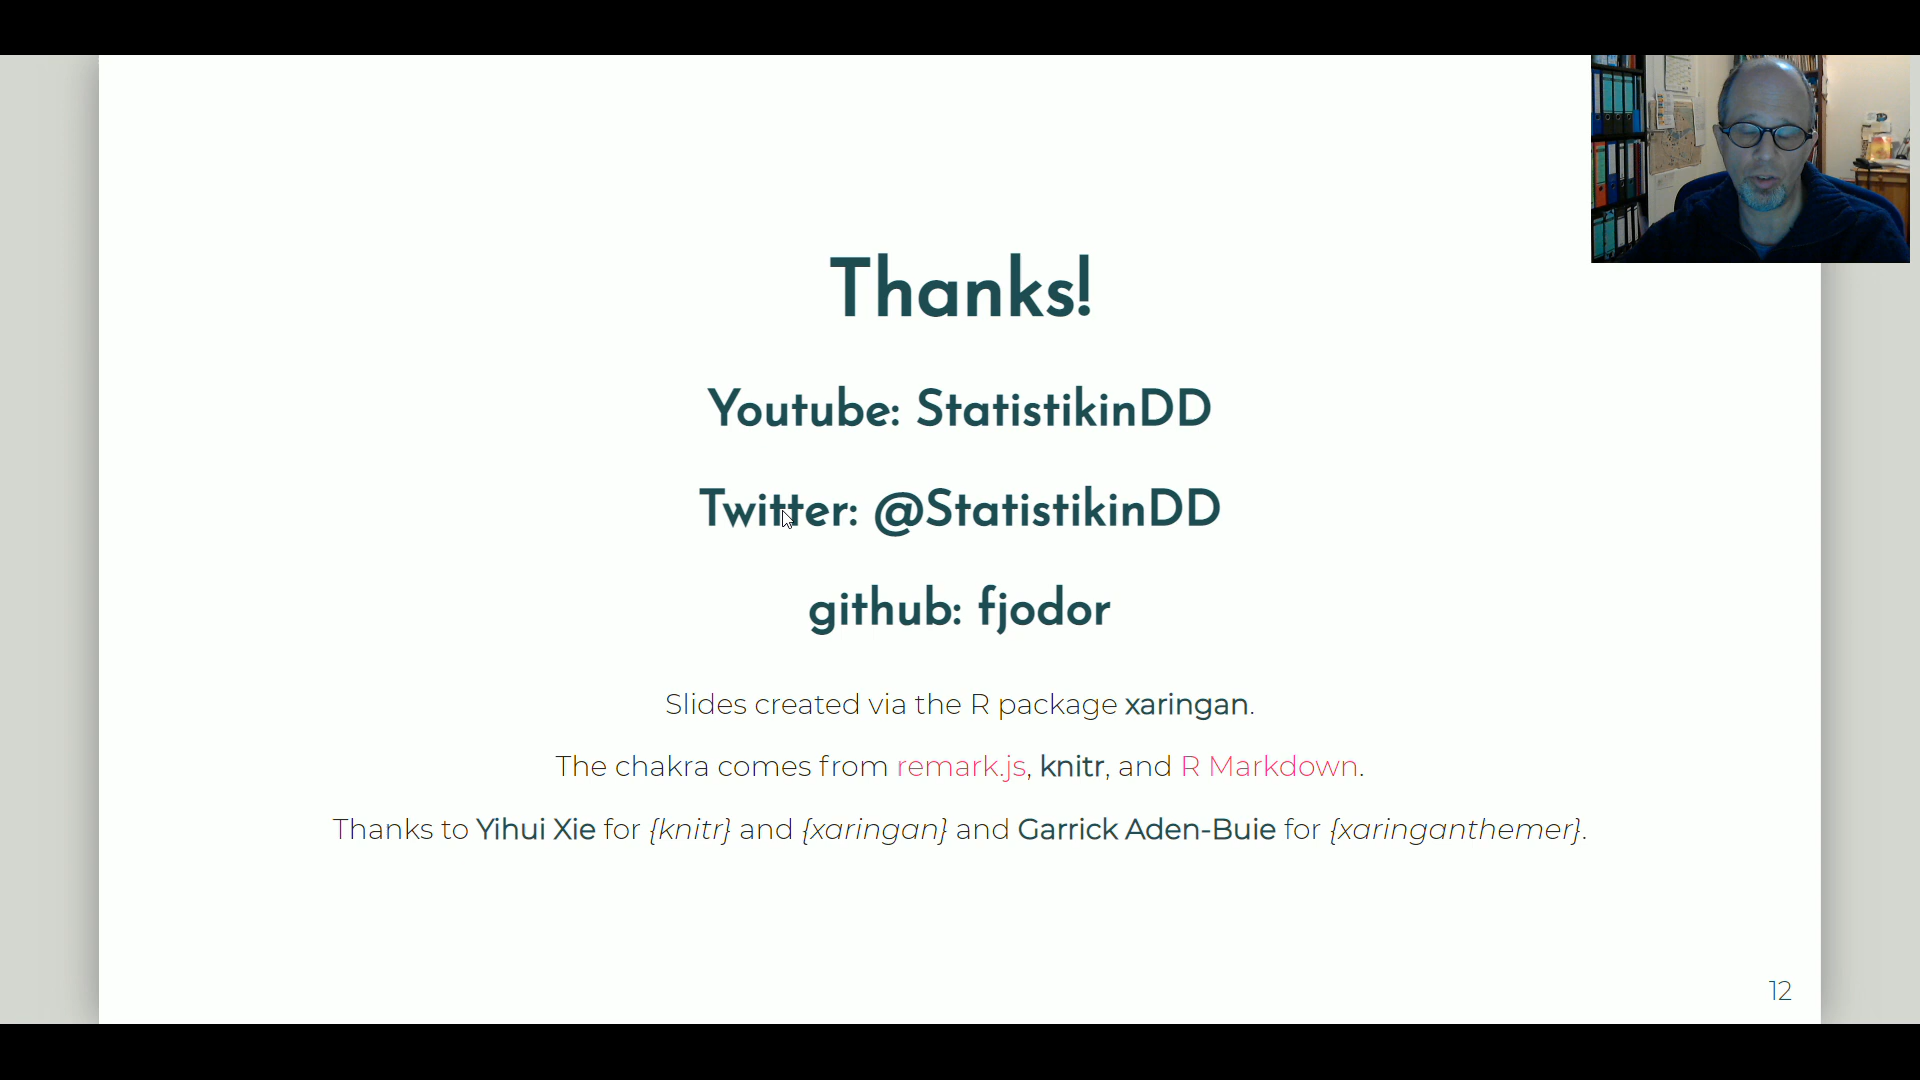 Thanks!
Youtube: StatistikinDD
Twitter: @StatistikinDD
github: fjodor
Slides created via the R package xaringan.
The chakra comes from remark.js, knitr, and R Markdown.
Thanks to Yihui Xie for {knitr} and {xaringan} and Garrick Aden-Buie for {xaringanthemer}.
12